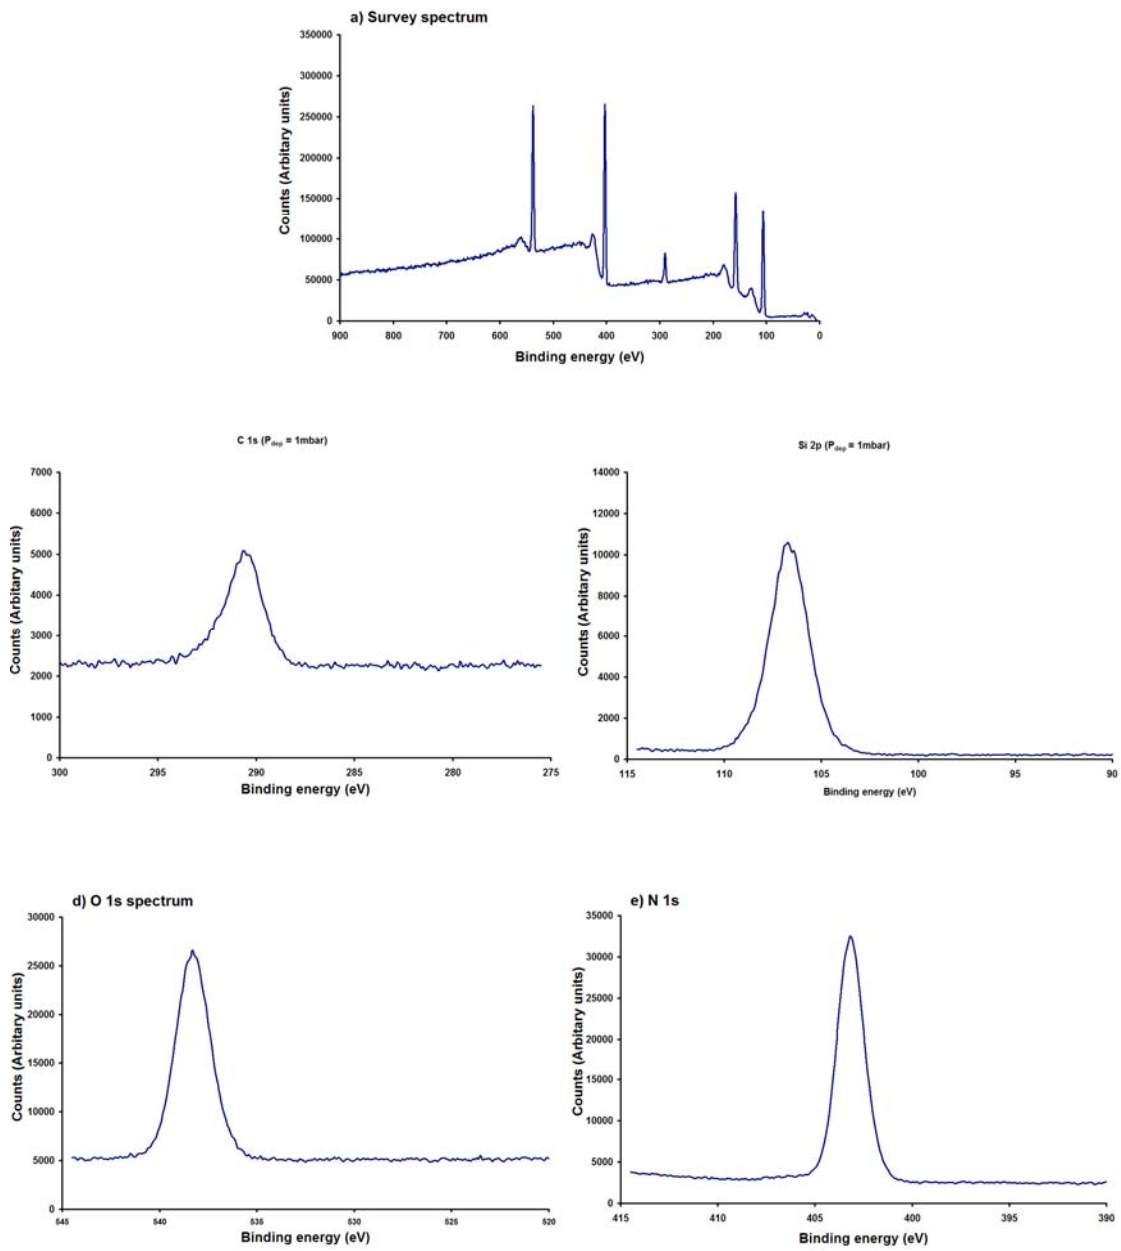 a) Survey spectrum
350000
300000
250000
200000
150000
100000
50000
0
Counts (Arbitary units)
900 800 700 600 500 400 300 200 100 0
Binding energy (eV)
C 1s (Pdep = 1mbar)
7000
6000
5000
4000
3000
2000
1000
0
Counts (Arbitary units)
300 295 290 285 280 275
Binding energy (eV)
Si 2p (Pdep = 1mbar)
14000
12000
10000
8000
6000
4000
2000
0
Counts (Arbitary units)
115 110 105 100 95 90
Binding energy (eV)
d) O 1s spectrum
30000
25000
20000
15000
10000
5000
0
Counts (Arbitary units)
545 540 535 530 525 520
Binding energy (eV)
e) N 1s
35000
30000
25000
20000
15000
10000
5000
0
Counts (Arbitary units)
415 410 405 400 395 390
Binding energy (eV)